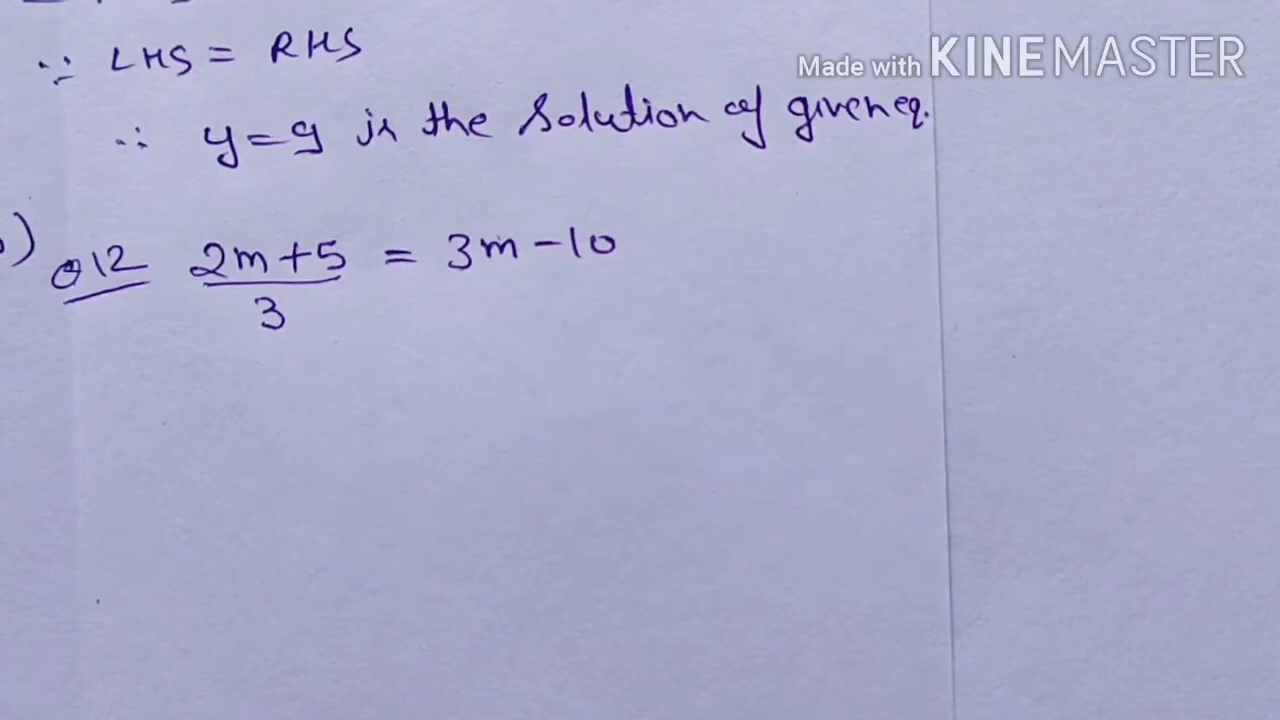 ∵ LHS = RHS
Made with KINEMASTER
∴ y=9 is the solution of given eq.
)
Q12 2m+5 = 3m-10
3